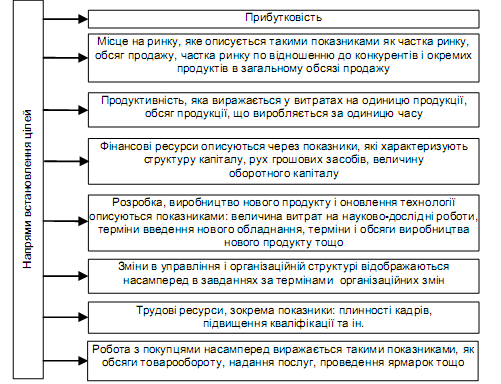 Напрями встановлення цілей
Прибутковість
Місце на ринку, яке описується такими показниками як частка ринку,
обсяг продажу, частка ринку по відношенню до конкурентів і окремих
продуктів в загальному обсязі продажу
Продуктивність, яка виражається у витратах на одиницю продукції,
обсяг продукції, що виробляється за одиницю часу
Фінансові ресурси описуються через показники, які характеризують
структуру капіталу, рух грошових засобів, величину
оборотного капіталу
Розробка, виробництво нового продукту і оновлення технології
описуються показниками: величина витрат на науково-дослідні роботи,
терміни введення нового обладнання, терміни і обсяги виробництва
нового продукту тощо
Зміни в управління і організаційній структурі відображаються
насамперед в завданнях за термінами організаційних змін
Трудові ресурси, зокрема показники: плинності кадрів,
підвищення кваліфікації та ін.
Робота з покупцями насамперед виражається такими показниками, як
обсяги товарообороту, надання послуг, проведення ярмарок тощо